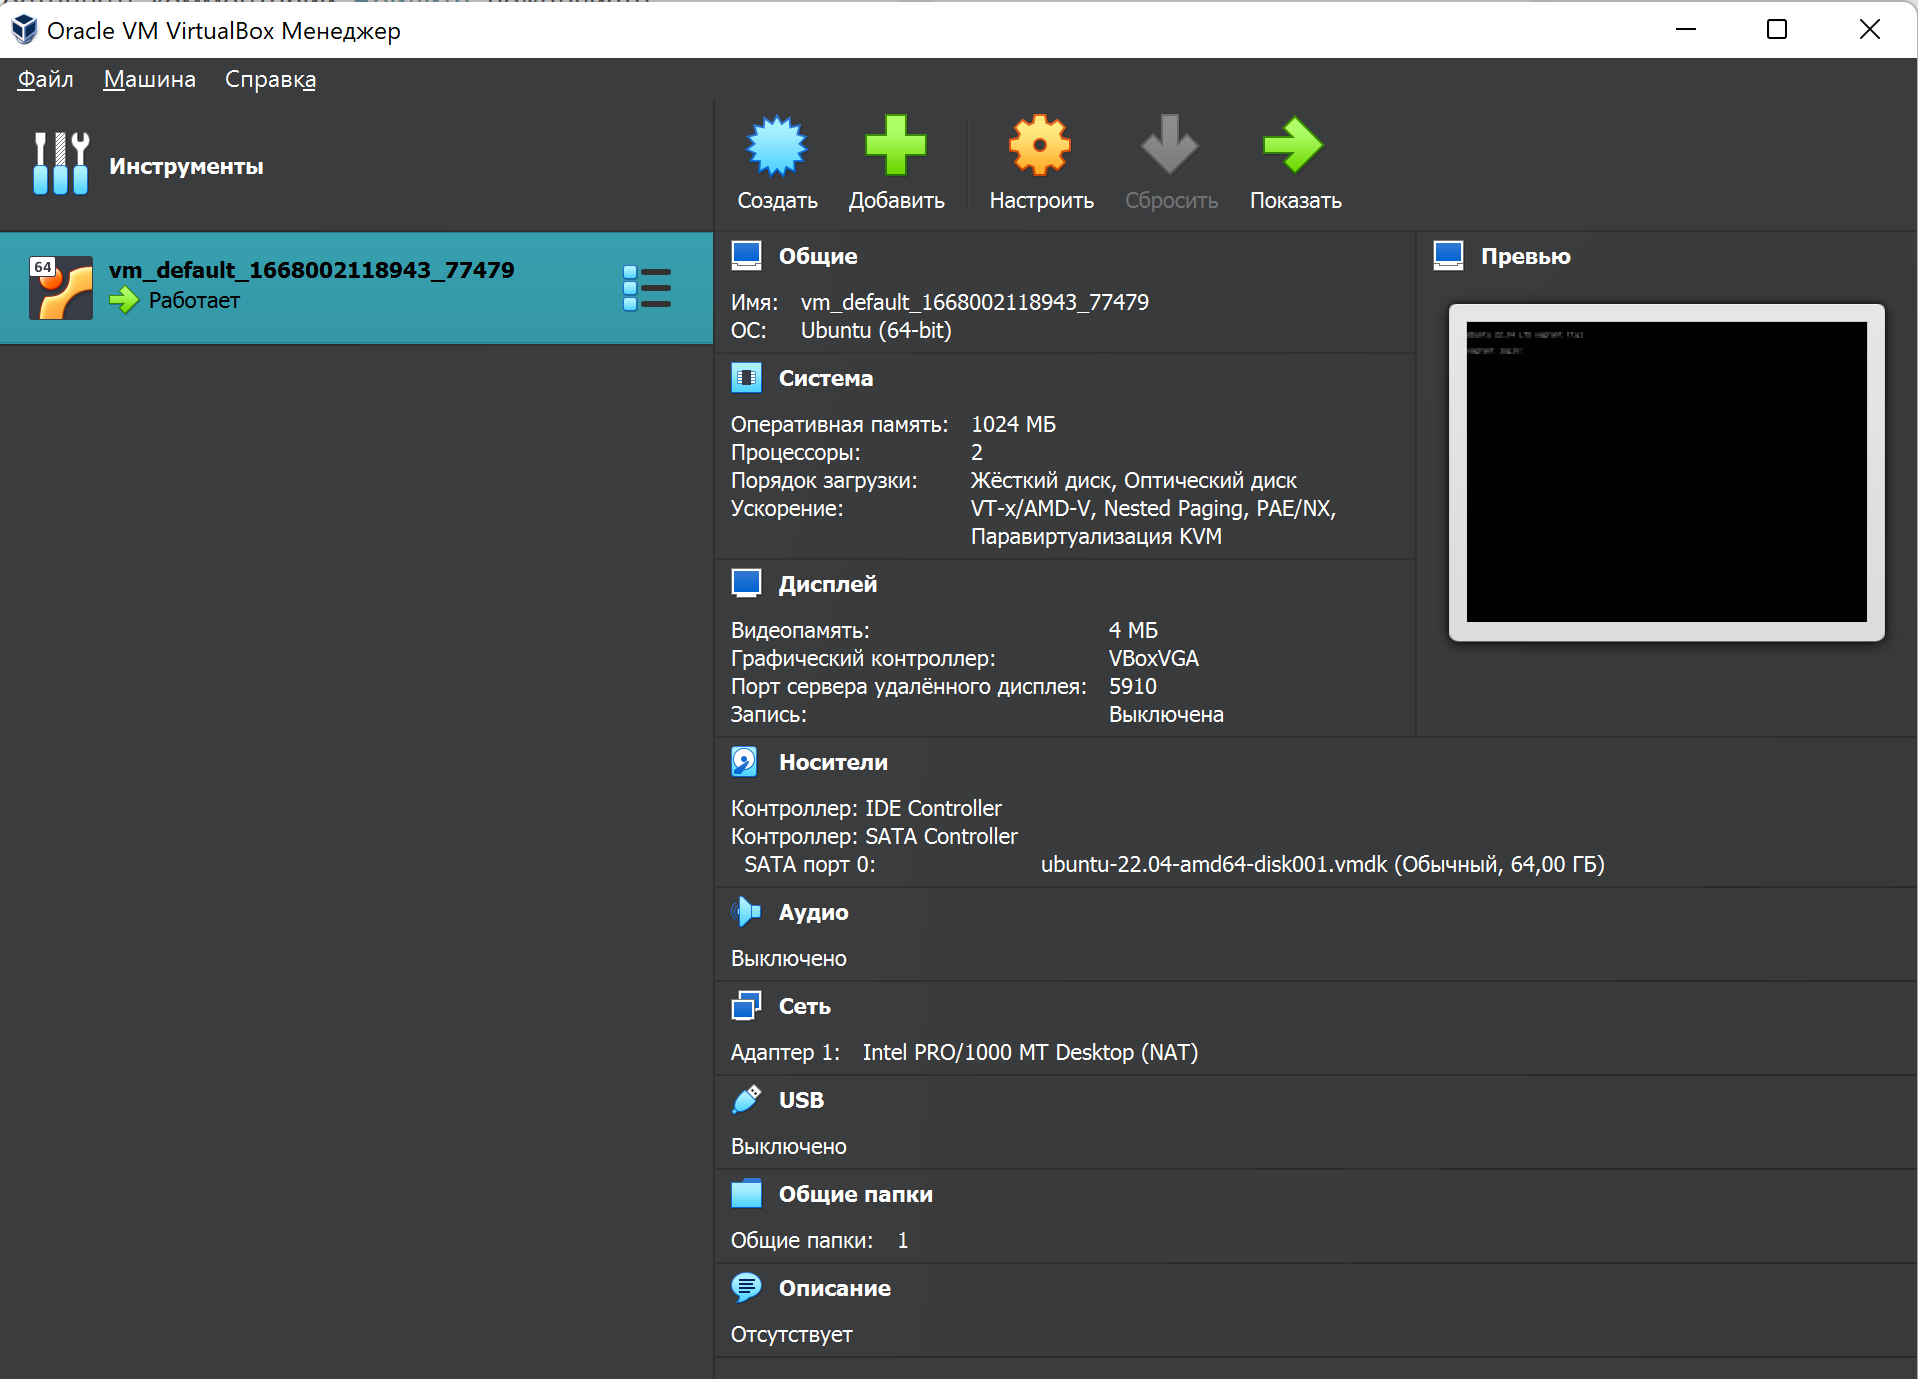 Oracle VM VirtualBox Менеджер
Файл Машина Справка
Инструменты
Создать Добавить Настроить Сбросить Показать
64
vm_default_1668002118943_77479
Работает
Общие
Имя: vm_default_1668002118943_77479
ОС: Ubuntu (64-bit)
Превью
Система
Оперативная память: 1024 МБ
Процессоры: 2
Порядок загрузки: Жёсткий диск, Оптический диск
Ускорение: VT-x/AMD-V, Nested Paging, PAE/NX,
Паравиртуализация KVM
Дисплей
Видеопамять: 4 МБ
Графический контроллер: VBoxVGA
Порт сервера удалённого дисплея: 5910
Запись: Выключена
Носители
Контроллер: IDE Controller
Контроллер: SATA Controller
SATA порт 0: ubuntu-22.04-amd64-disk001.vmdk (Обычный, 64,00 ГБ)
Аудио
Выключено
Сеть
Адаптер 1: Intel PRO/1000 MT Desktop (NAT)
USB
Выключено
Общие папки
Общие папки: 1
Описание
Отсутствует